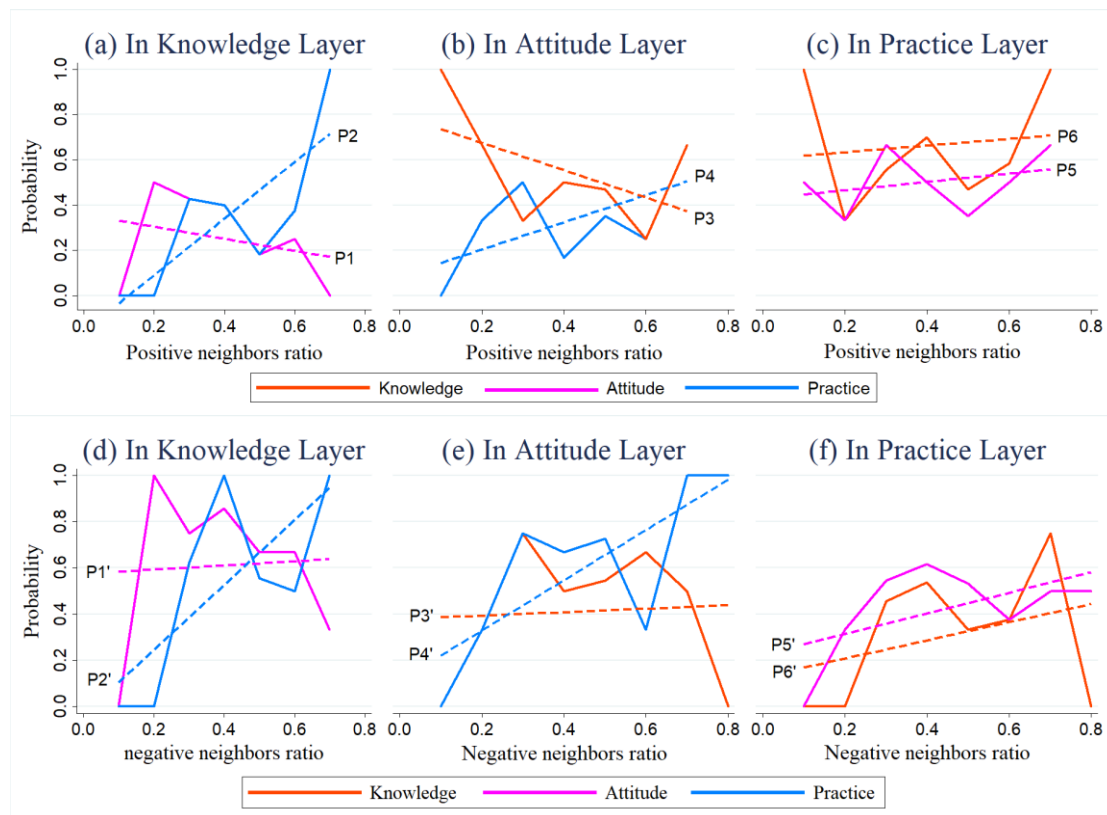 (a) In Knowledge Layer
(b) In Attitude Layer
(c) In Practice Layer
Probability
1.0
0.8
0.6
0.4
0.2
0.0
P2
P1
P4
P3
P6
P5
0.0 0.2 0.4 0.6 0.8
0.0 0.2 0.4 0.6 0.8
0.0 0.2 0.4 0.6 0.8
Positive neighbors ratio
Positive neighbors ratio
Positive neighbors ratio
Knowledge Attitude Practice
(d) In Knowledge Layer
(e) In Attitude Layer
(f) In Practice Layer
Probability
1.0
0.8
0.6
0.4
0.2
0.0
P1'
P2'
P3'
P4'
P5'
P6'
0.0 0.2 0.4 0.6 0.8
0.0 0.2 0.4 0.6 0.8
0.0 0.2 0.4 0.6 0.8
negative neighbors ratio
Negative neighbors ratio
Negative neighbors ratio
Knowledge Attitude Practice